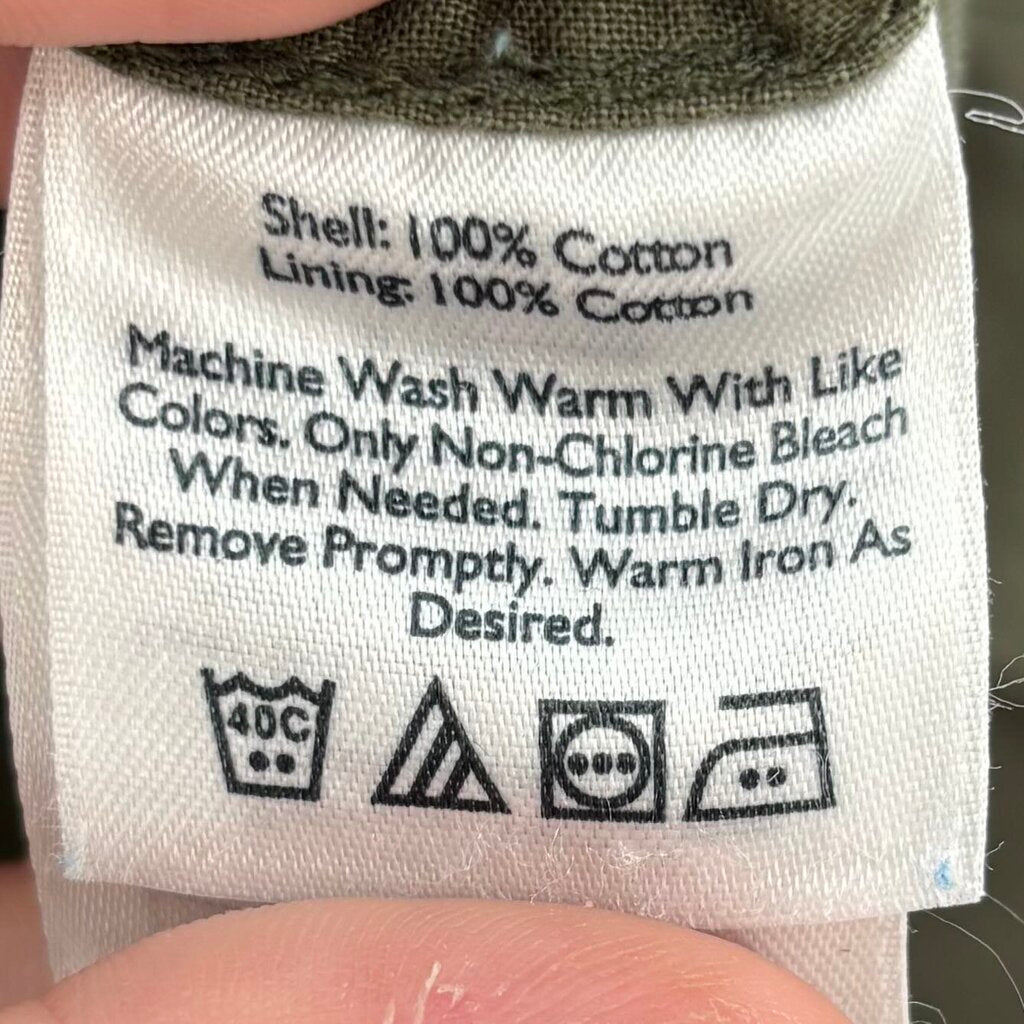 Shell: 100% Cotton
Lining: 100% Cotton
Machine Wash Warm With Like
Colors. Only Non-Chlorine Bleach
When Needed. Tumble Dry.
Remove Promptly. Warm Iron As
Desired.
40C